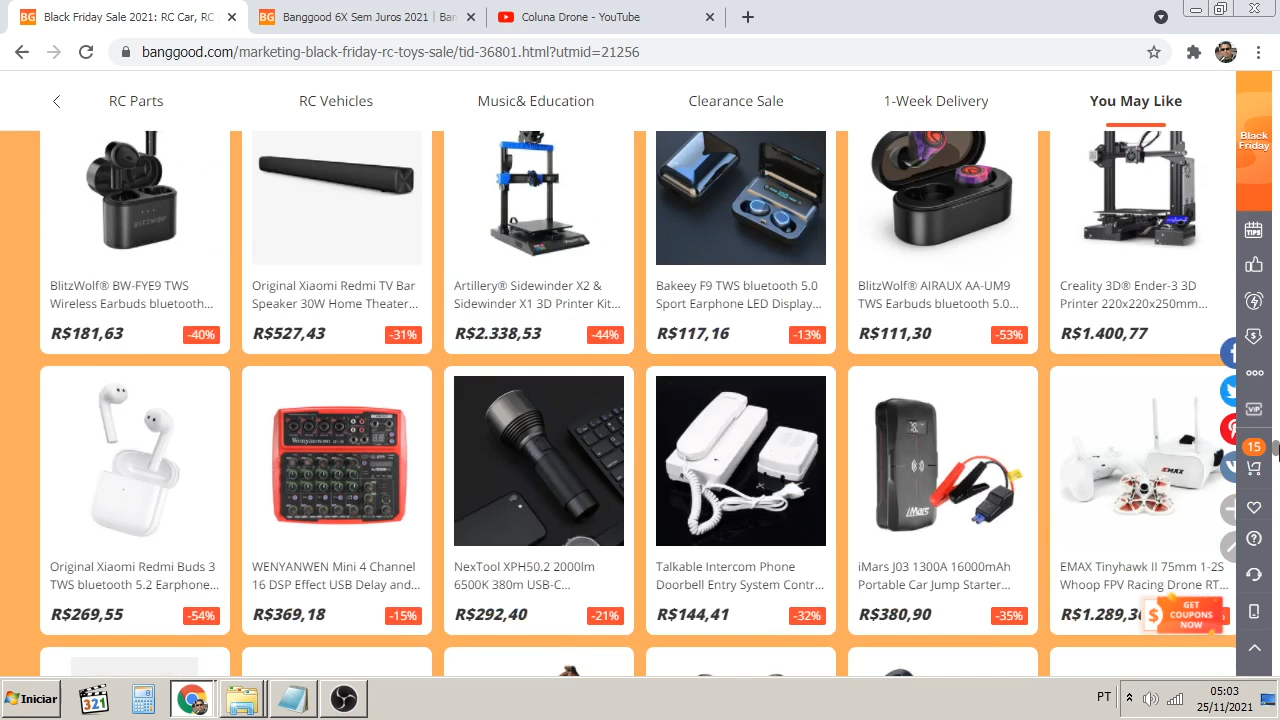 Black Friday Sale 2021: RC Car, RC
Banggood 6X Sem Juros 2021 | Ban
Coluna Drone - YouTube
banggood.com/marketing-black-friday-rc-toys-sale/tid-36801.html?utmid=21256
RC Parts
RC Vehicles
Music& Education
Clearance Sale
1-Week Delivery
You May Like
Black
Friday
TIPS
BlitzWolf® BW-FYE9 TWS
Wireless Earbuds bluetooth...
R$181,63
-40%
Original Xiaomi Redmi TV Bar
Speaker 30W Home Theater...
R$527,43
-31%
Artillery® Sidewinder X2 &
Sidewinder X1 3D Printer Kit...
R$2.338,53
-44%
Bakeey F9 TWS bluetooth 5.0
Sport Earphone LED Display...
R$117,16
-13%
BlitzWolf® AIRAUX AA-UM9
TWS Earbuds bluetooth 5.0...
R$111,30
-53%
Creality 3D® Ender-3 3D
Printer 220x220x250mm...
R$1.400,77
VIP
15
Original Xiaomi Redmi Buds 3
TWS bluetooth 5.2 Earphone...
R$269,55
-54%
WENYANWEN Mini 4 Channel
16 DSP Effect USB Delay and...
R$369,18
-15%
NexTool XPH50.2 2000lm
6500K 380m USB-C...
R$292,40
-21%
Talkable Intercom Phone
Doorbell Entry System Contr...
R$144,41
-32%
iMars
iMars J03 1300A 16000mAh
Portable Car Jump Starter...
R$380,90
-35%
EMAX
EMAX Tinyhawk II 75mm 1-2S
Whoop FPV Racing Drone RT...
R$1.289,3
GET
COUPONS
NOW
Iniciar
321
PT
05:03
25/11/2021